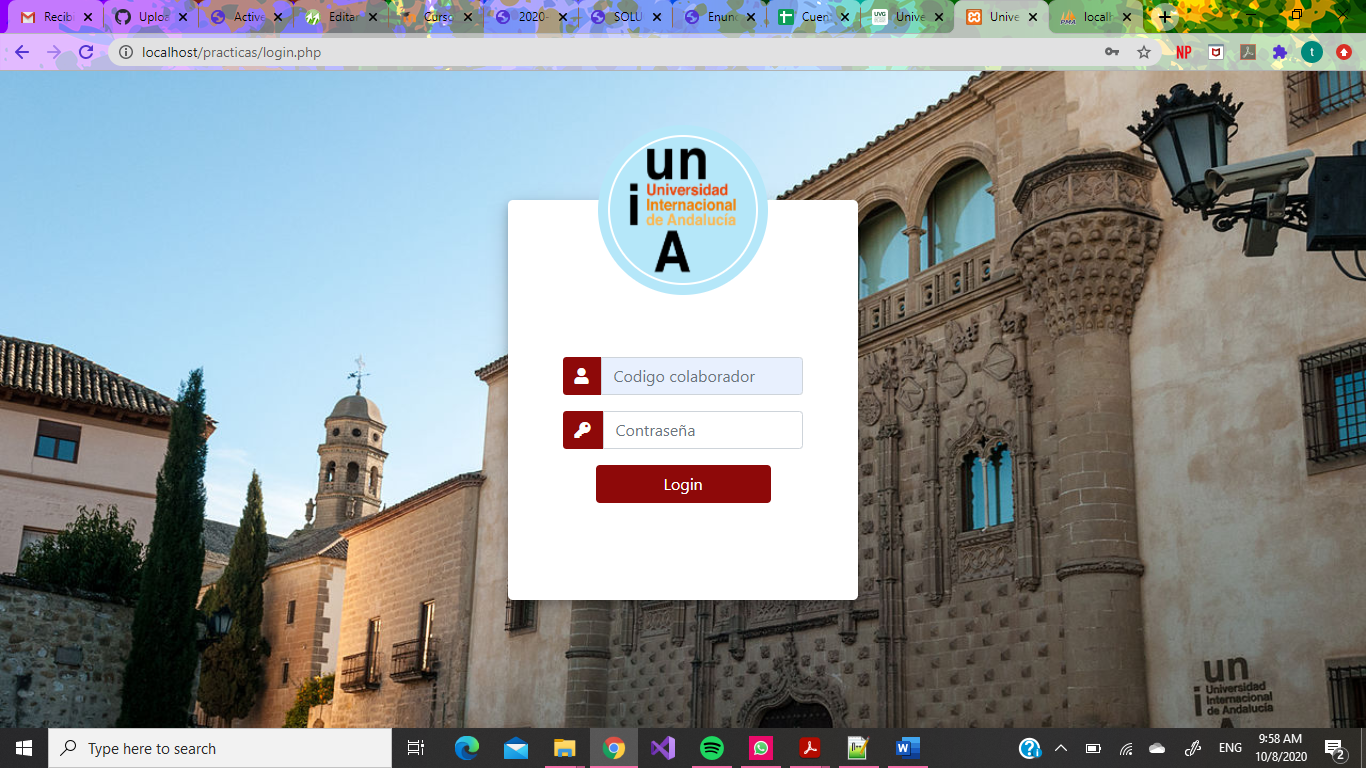 Recib
Uploa
Active
Editar
Curso
2020-
SOLU
Enunc
Cuen
UVG
Unive
Unive
PMA
localh
localhost/practicas/login.php
NP
t
un
i
Universidad
Internacional
de Andalucía
A
Codigo colaborador
Contraseña
Login
un
i
Universidad
Internacional
de Andalucía
A
Type here to search
ENG
9:58 AM
10/8/2020
2